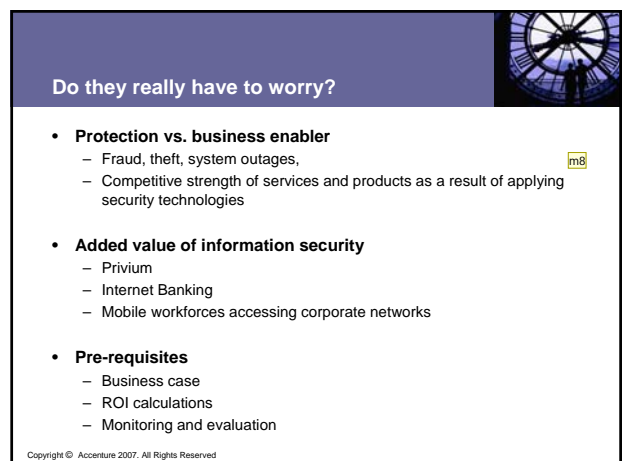 Do they really have to worry?
• Protection vs. business enabler
– Fraud, theft, system outages,
m8
– Competitive strength of services and products as a result of applying
security technologies
• Added value of information security
– Privium
– Internet Banking
– Mobile workforces accessing corporate networks
• Pre-requisites
– Business case
– ROI calculations
– Monitoring and evaluation
Copyright © Accenture 2007. All Rights Reserved